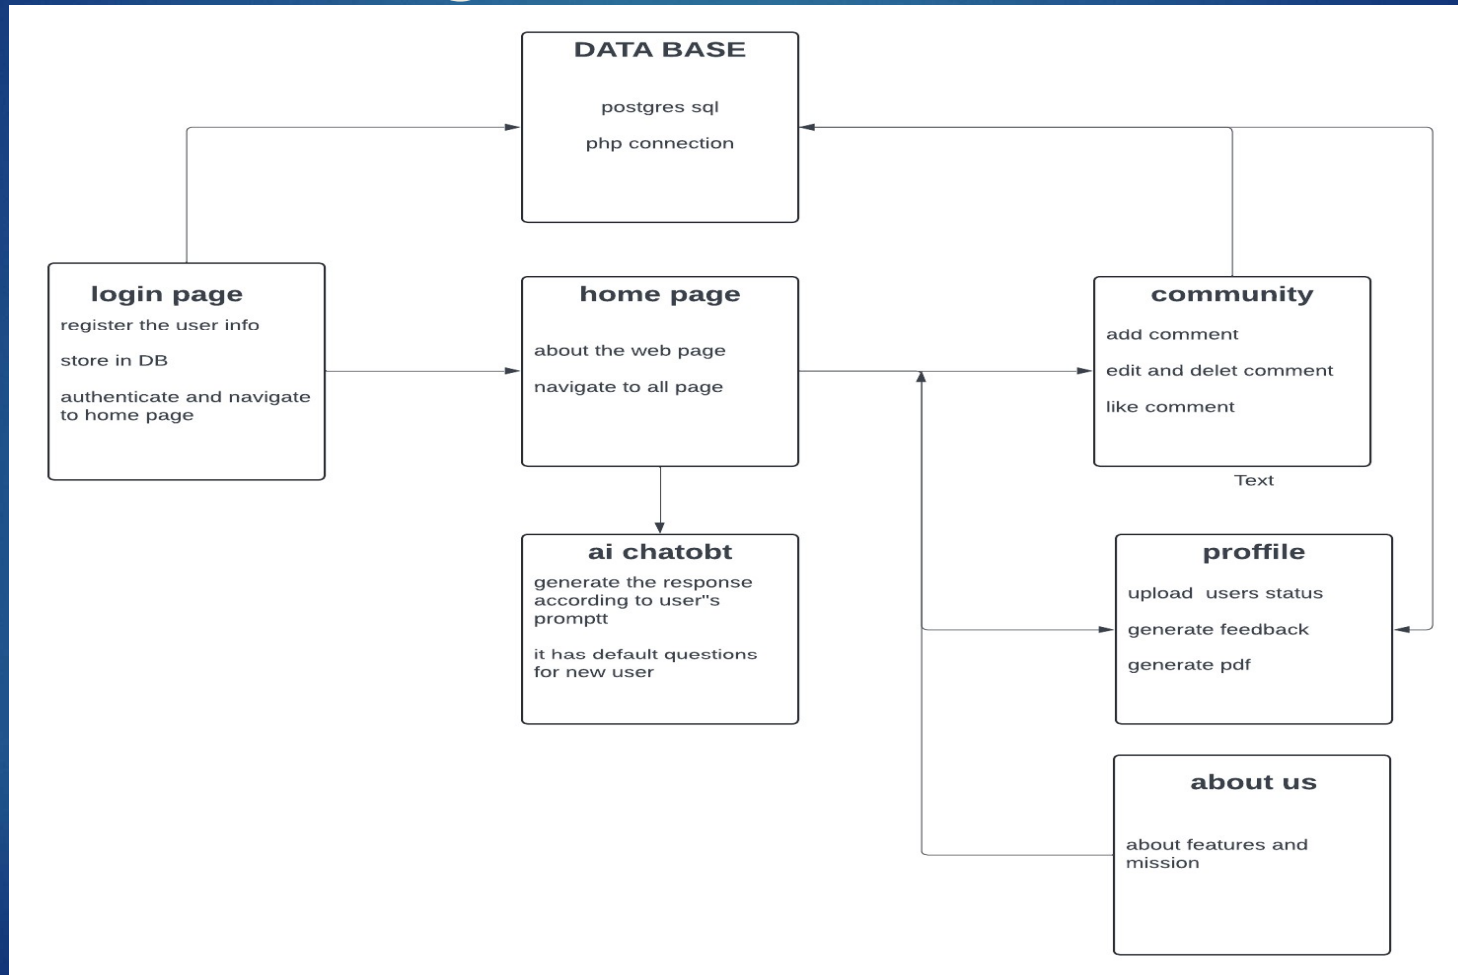 DATA BASE
postgres sql
php connection
login page
register the user info
store in DB
authenticate and navigate
to home page
home page
about the web page
navigate to all page
community
add comment
edit and delet comment
like comment
Text
ai chatobt
generate the response
according to user"s
promptt
it has default questions
for new user
proffile
upload  users status
generate feedback
generate pdf
about us
about features and
mission